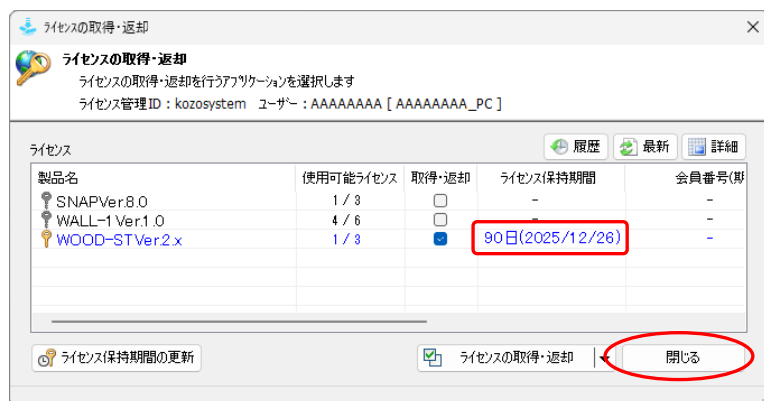 ライセンスの取得・返却
ライセンスの取得・返却
ライセンスの取得・返却を行うアプリケーションを選択します
ライセンス管理ID：kozosystem ユーザー：AAAAAAAA [ AAAAAAAA_PC ]
ライセンス 履歴 最新 詳細
製品名 使用可能ライセンス 取得・返却 ライセンス保持期間 会員番号(期
SNAPVer.8.0 1 / 3 -  -
WALL-1 Ver.1.0 4 / 6 - -
WOOD-STVer.2.x 1 / 3 90日(2025/12/26) -
ライセンス保持期間の更新 ライセンスの取得・返却 閉じる